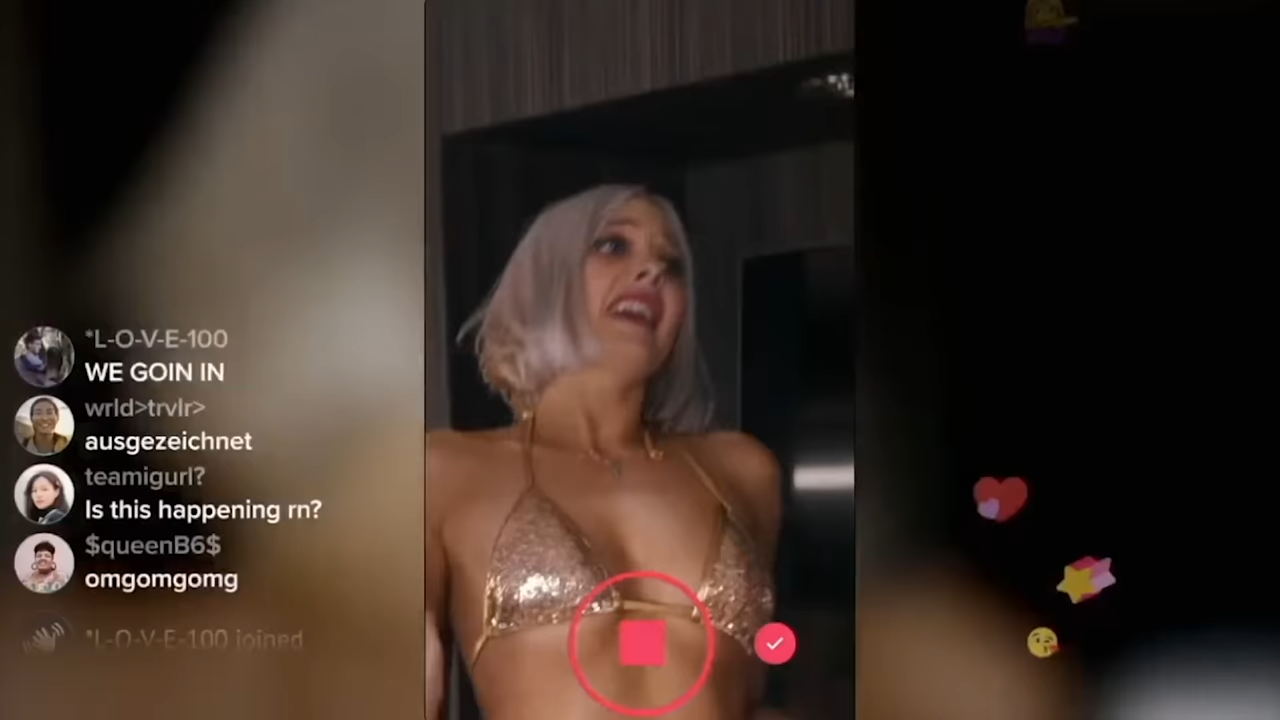 *L-O-V-E-100
WE GOIN IN
wrld>trvlr>
ausgezeichnet
teamigurl?
Is this happening rn?
$queenB6$
omgomgomg
*L-O-V-E-100 joined